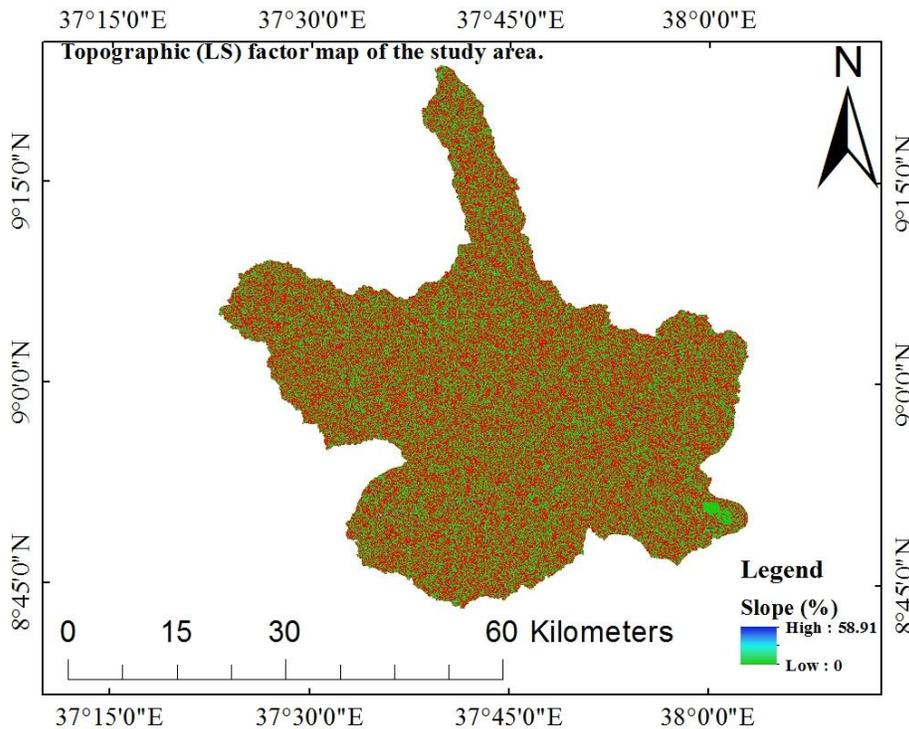 37°15'0"E 37°30'0"E 37°45'0"E 38°0'0"E
Topographic (LS) factor map of the study area.
N
9°15'0"N 9°15'0"N
9°0'0"N 9°0'0"N
8°45'0"N 8°45'0"N
Legend
Slope (%)
High : 58.91
Low : 0
0 15 30 60 Kilometers
37°15'0"E 37°30'0"E 37°45'0"E 38°0'0"E